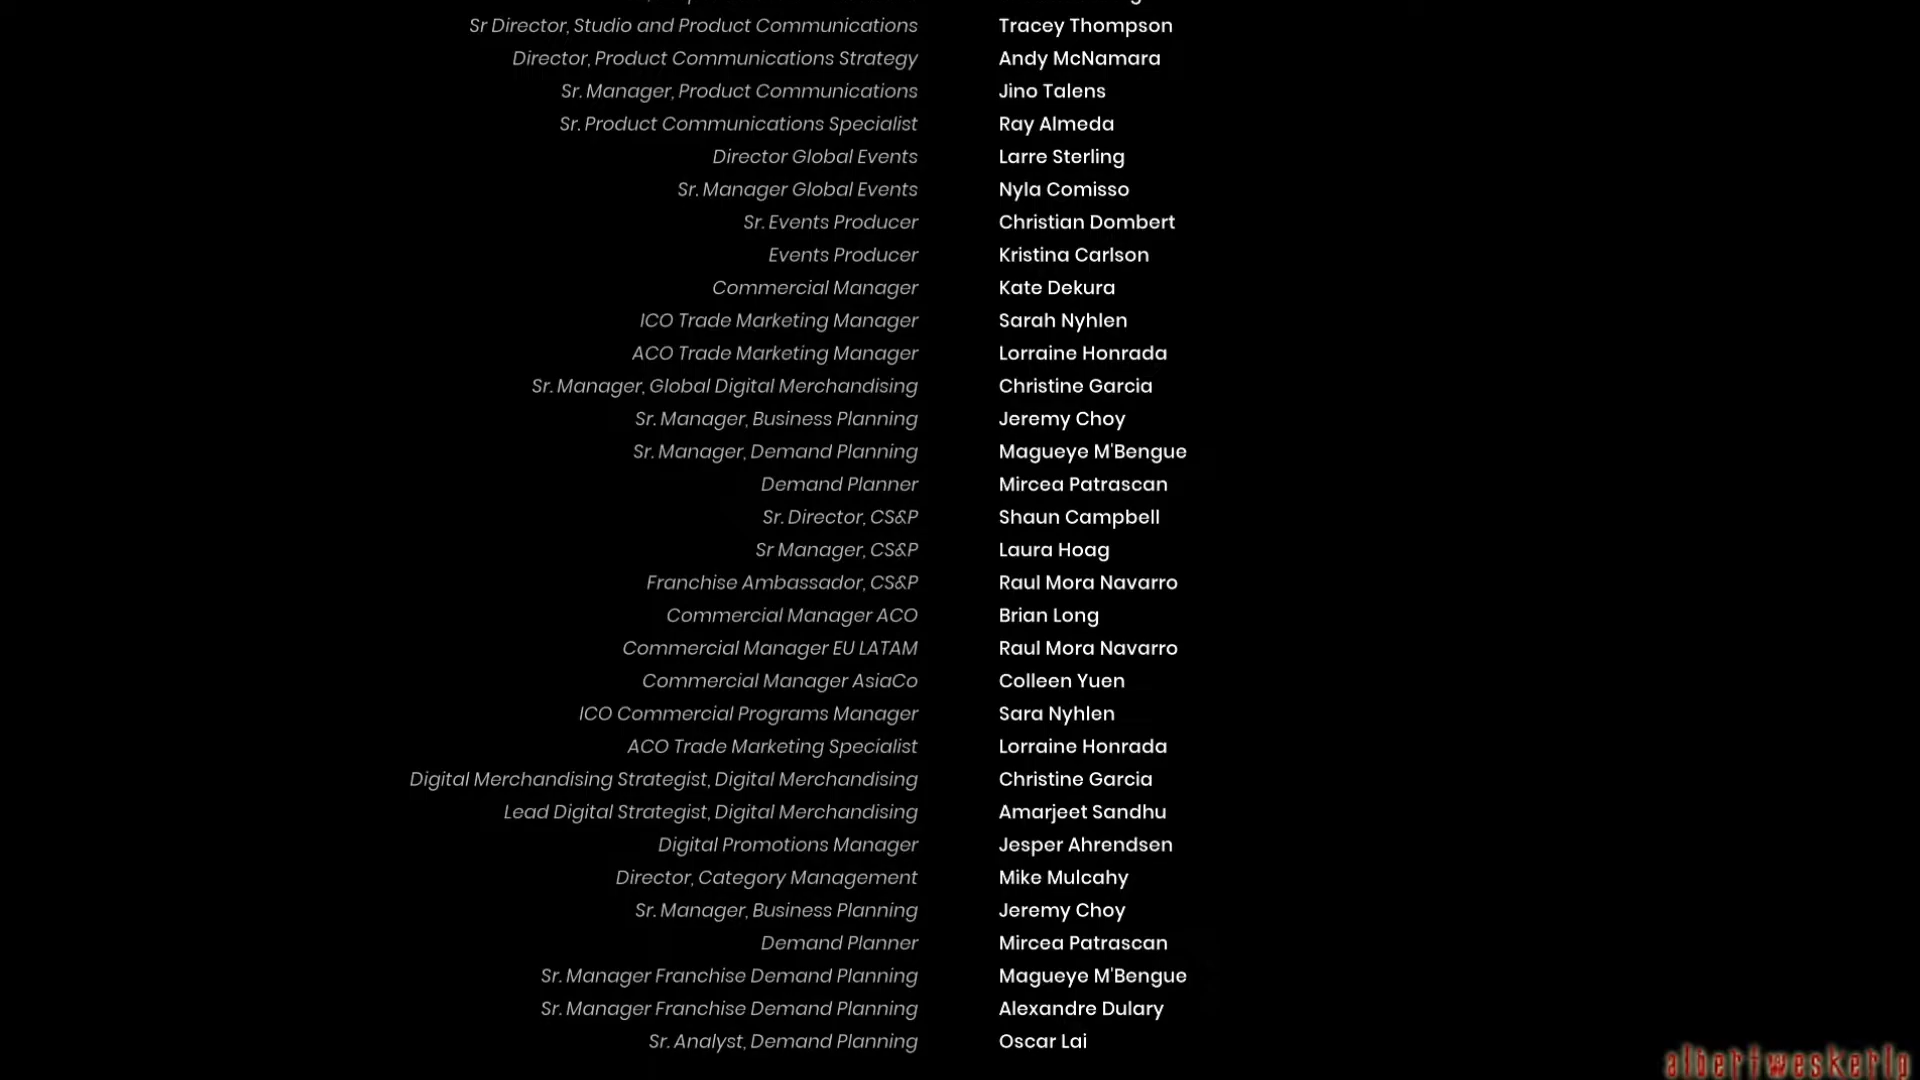 Sr Director, Studio and Product Communications Tracey Thompson
Director, Product Communications Strategy Andy McNamara
Sr. Manager, Product Communications Jino Talens
Sr. Product Communications Specialist Ray Almeda
Director Global Events Larre Sterling
Sr. Manager Global Events Nyla Comisso
Sr. Events Producer Christian Dombert
Events Producer Kristina Carlson
Commercial Manager Kate Dekura
ICO Trade Marketing Manager Sarah Nyhlen
ACO Trade Marketing Manager Lorraine Honrada
Sr. Manager, Global Digital Merchandising Christine Garcia
Sr. Manager, Business Planning Jeremy Choy
Sr. Manager, Demand Planning Magueye M'Bengue
Demand Planner Mircea Patrascan
Sr. Director, CS&P Shaun Campbell
Sr Manager, CS&P Laura Hoag
Franchise Ambassador, CS&P Raul Mora Navarro
Commercial Manager ACO Brian Long
Commercial Manager EU LATAM Raul Mora Navarro
Commercial Manager AsiaCo Colleen Yuen
ICO Commercial Programs Manager Sara Nyhlen
ACO Trade Marketing Specialist Lorraine Honrada
Digital Merchandising Strategist, Digital Merchandising Christine Garcia
Lead Digital Strategist, Digital Merchandising Amarjeet Sandhu
Digital Promotions Manager Jesper Ahrendsen
Director, Category Management Mike Mulcahy
Sr. Manager, Business Planning Jeremy Choy
Demand Planner Mircea Patrascan
Sr. Manager Franchise Demand Planning Magueye M'Bengue
Sr. Manager Franchise Demand Planning Alexandre Dulary
Sr. Analyst, Demand Planning Oscar Lai
albertweskerlp